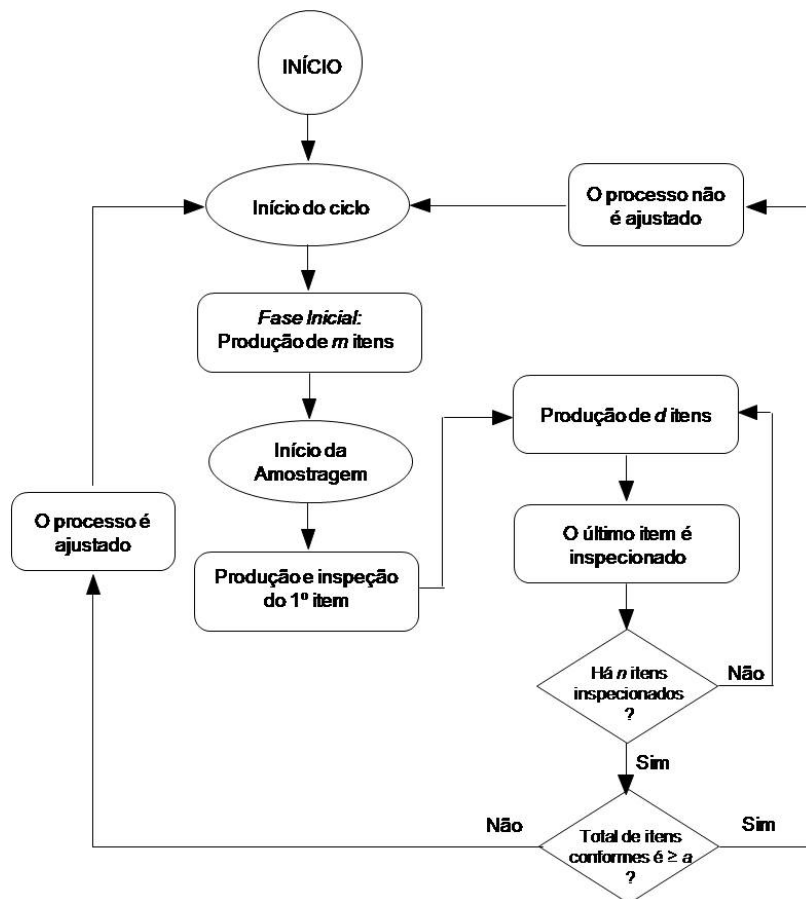 INÍCIO
Início do ciclo
O processo não
é ajustado
Fase Inicial:
Produção de m itens
Início da
Amostragem
Produção e inspeção
do 1º item
Produção de d itens
O último item é
inspecionado
Há n itens
inspecionados
?
Não
Sim
Total de itens
conformes é ≥ a
?
Não
Sim
O processo é
ajustado